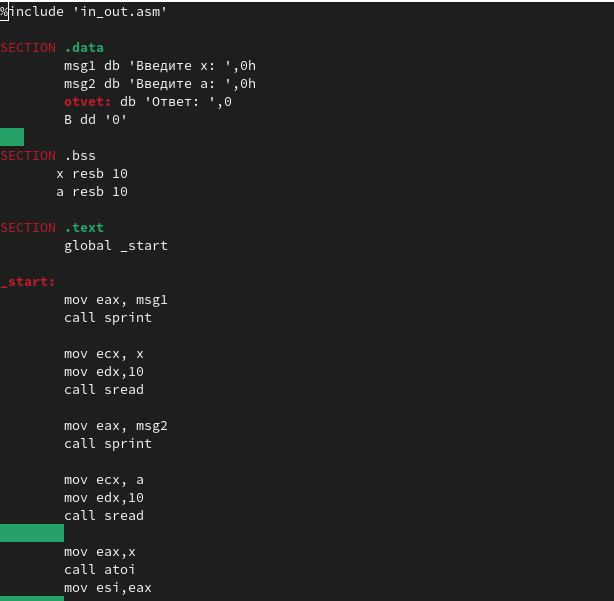 %include 'in_out.asm'
SECTION .data
msg1 db 'Введите x: ',0h
msg2 db 'Введите a: ',0h
otvet: db 'Ответ: ',0
B dd '0'
SECTION .bss
x resb 10
a resb 10
SECTION .text
global _start
_start:
mov eax, msg1
call sprint
mov ecx, x
mov edx,10
call sread
mov eax, msg2
call sprint
mov ecx, a
mov edx,10
call sread
mov eax,x
call atoi
mov esi,eax